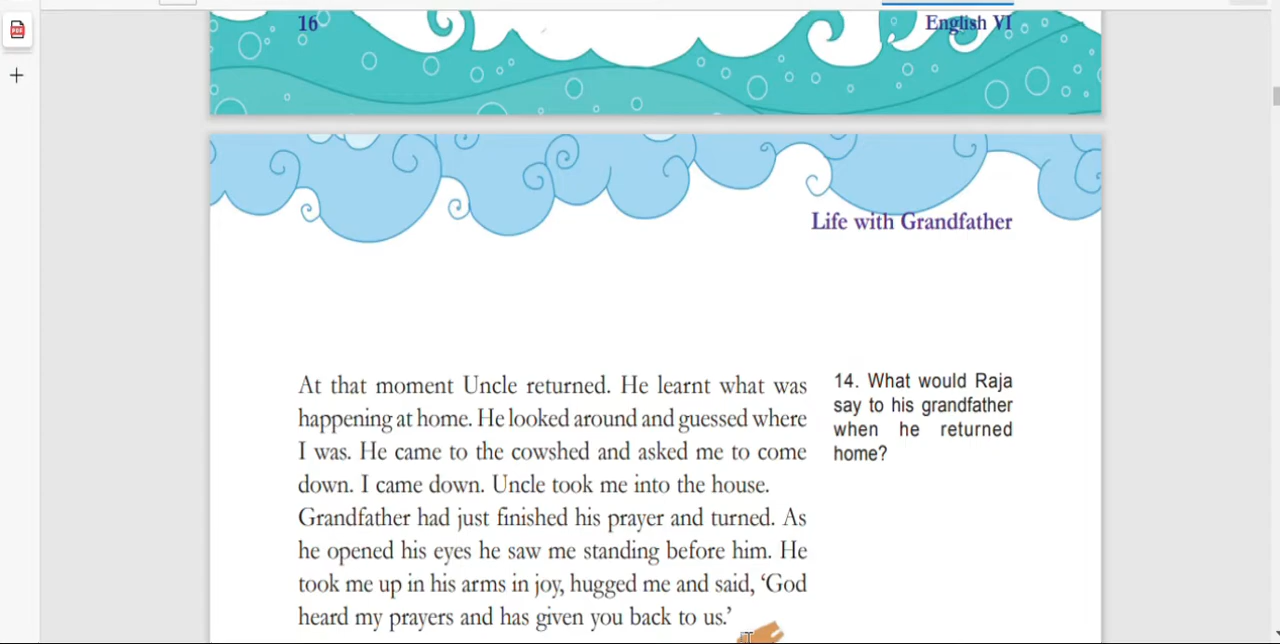 16
English VI
Life with Grandfather
At that moment Uncle returned. He learnt what was
happening at home. He looked around and guessed where
I was. He came to the cowshed and asked me to come
down. I came down. Uncle took me into the house.
Grandfather had just finished his prayer and turned. As
he opened his eyes he saw me standing before him. He
took me up in his arms in joy, hugged me and said, ‘God
heard my prayers and has given you back to us.’
14. What would Raja
say to his grandfather
when he returned
home?